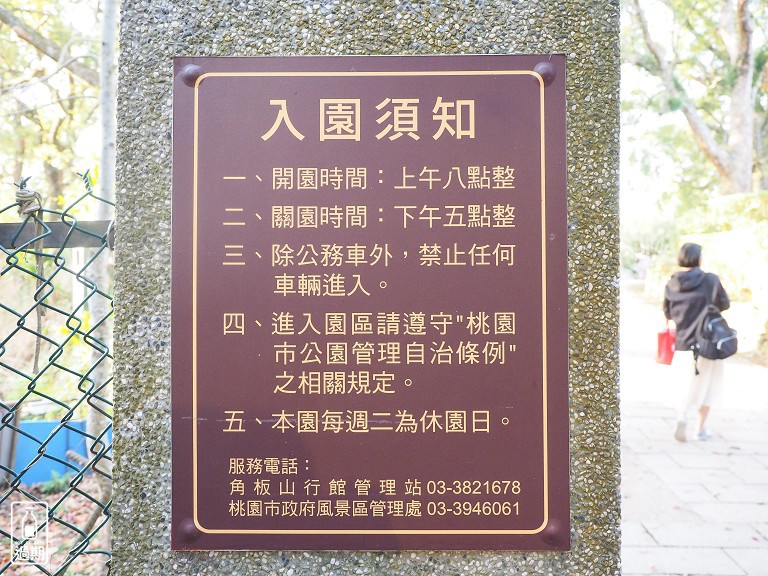 入園須知
一、開園時間：上午八點整
二、關園時間：下午五點整
三、除公務車外，禁止任何
車輛進入。
四、進入園區請遵守"桃園
市公園管理自治條例"
之相關規定。
五、本園每週二為休園日。
服務電話：
角板山行館管理站 03-3821678
桃園市政府風景區管理處 03-3946061